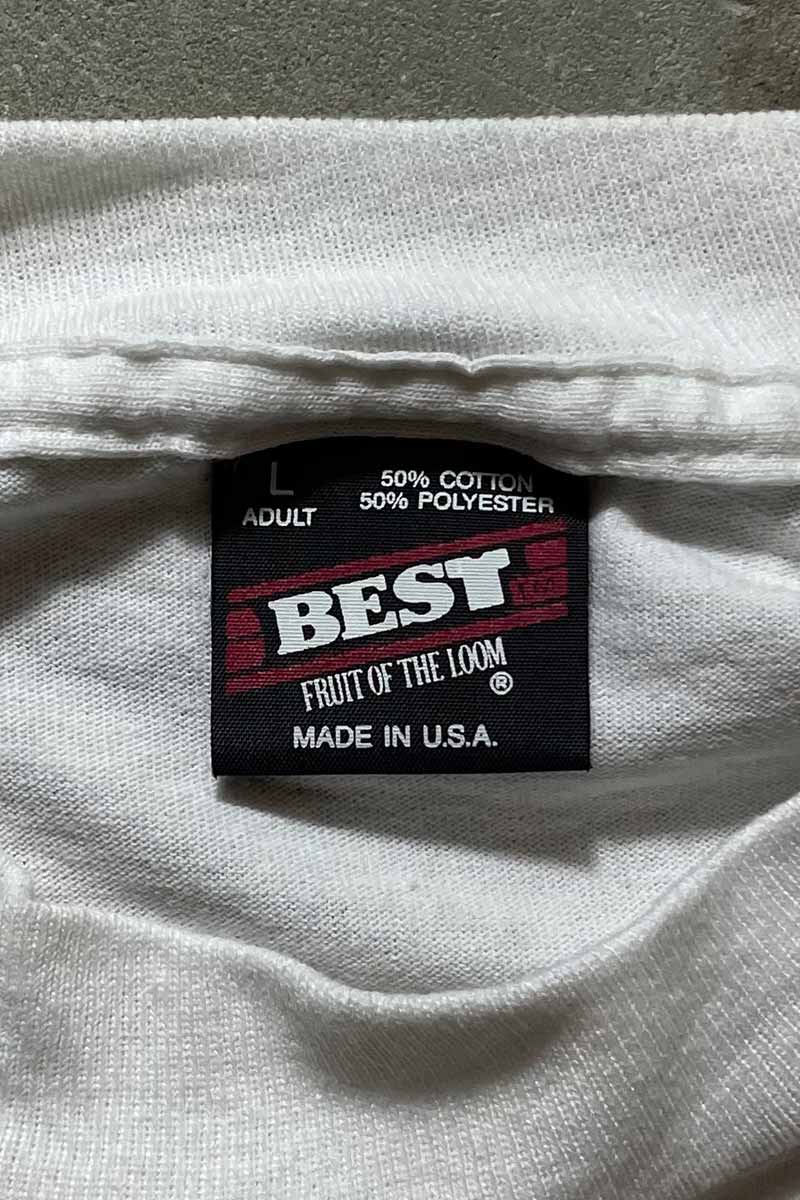 L
ADULT
50% COTTON
50% POLYESTER
BEST
FRUIT OF THE LOOM
®
MADE IN U.S.A.